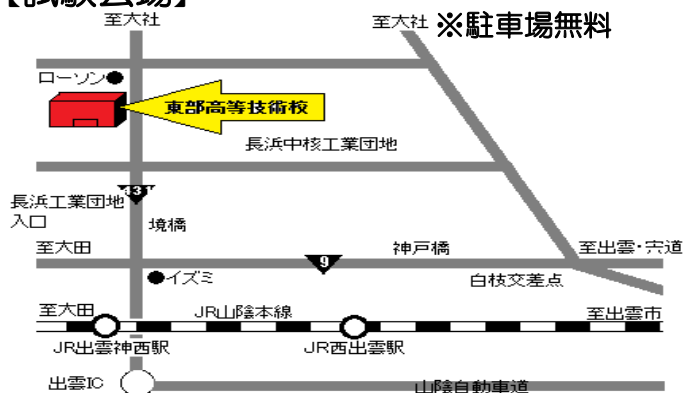 【試験会場】
至大社
至大社
※駐車場無料
ローソン
東部高等技術校
長浜中核工業団地
431
長浜工業団地
入口
境橋
至大田
9
神戸橋
至出雲・宍道
イズミ
白枝交差点
至大田
JR山陰本線
至出雲市
JR出雲神西駅
JR西出雲駅
出雲IC
山陰自動車道